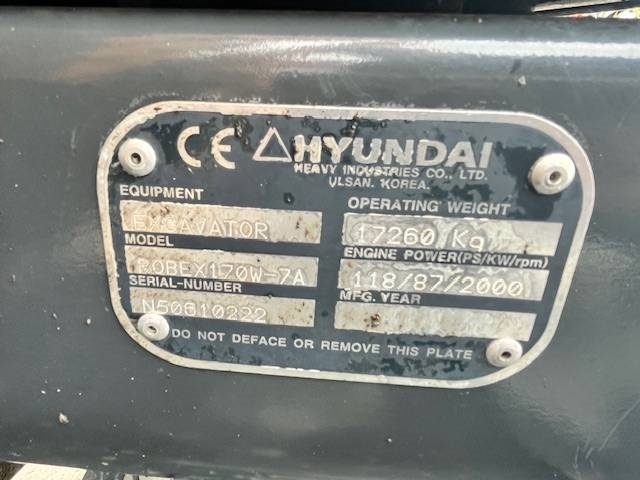 CE HYUNDAI
HEAVY INDUSTRIES CO., LTD.
ULSAN. KOREA.
EQUIPMENT
EXCAVATOR
OPERATING WEIGHT
17260 Kg
MODEL
ROBEX170W-7A
ENGINE POWER(PS/KW/rpm)
118/87/2000
SERIAL-NUMBER
N50610222
MFG. YEAR
DO NOT DEFACE OR REMOVE THIS PLATE